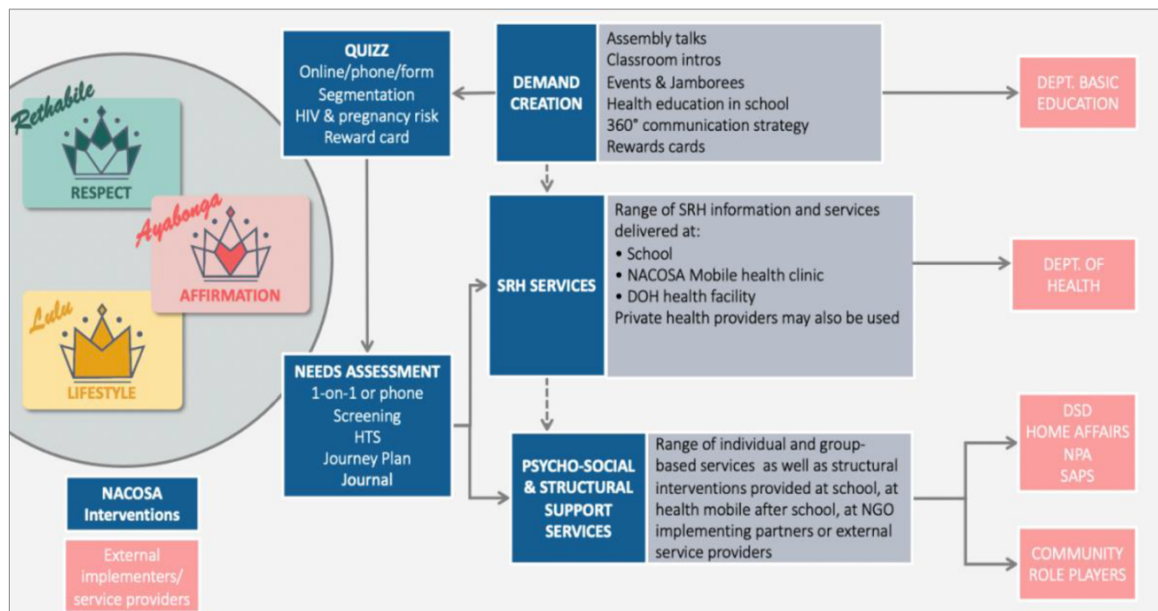 Rethabile
RESPECT
Ayabonga
AFFIRMATION
Lulu
LIFESTYLE
NACOSA
Interventions
External
implementers/
service providers
QUIZZ
Online/phone/form
Segmentation
HIV & pregnancy risk
Reward card
NEEDS ASSESSMENT
1-on-1 or phone
Screening
HTS
Journey Plan
Journal
DEMAND
CREATION
Assembly talks
Classroom intros
Events & Jamborees
Health education in school
360° communication strategy
Rewards cards
DEPT. BASIC
EDUCATION
SRH SERVICES
Range of SRH information and services
delivered at:
• School
• NACOSA Mobile health clinic
• DOH health facility
Private health providers may also be used
DEPT. OF
HEALTH
PSYCHO-SOCIAL
& STRUCTURAL
SUPPORT
SERVICES
Range of individual and group-
based services as well as structural
interventions provided at school, at
health mobile after school, at NGO
implementing partners or external
service providers
DSD
HOME AFFAIRS
NPA
SAPS
COMMUNITY
ROLE PLAYERS